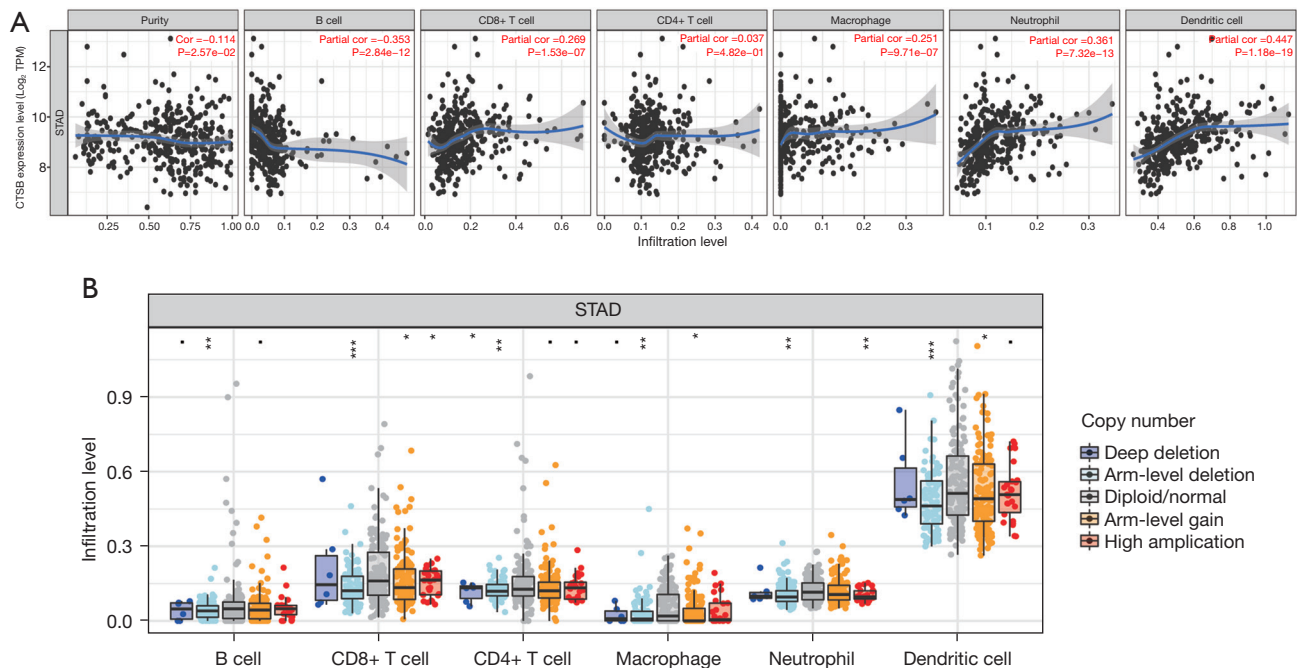 A
Purity
B cell
CD8+ T cell
CD4+ T cell
Macrophage
Neutrophil
Dendritic cell
CTSB expression level (Log2 TPM)
STAD
12
10
8
Cor =−0.114
P=2.57e−02
Partial cor =−0.353
P=2.84e−12
Partial cor =0.269
P=1.53e−07
Partial cor =0.037
P=4.82e−01
Partial cor =0.251
P=9.71e−07
Partial cor =0.361
P=7.32e−13
Partial cor =0.447
P=1.18e−19
0.25 0.50 0.75 1.00
0.0 0.1 0.2 0.3 0.4
0.0 0.2 0.4 0.6
0.0 0.1 0.2 0.3 0.4
0.0 0.1 0.2 0.3
0.1 0.2 0.3
0.4 0.6 0.8 1.0
Infiltration level
B
STAD
Infiltration level
0.9
0.6
0.3
0.0
. ** .
*** * *
* ** . .
. ** *
** **
*** * .
B cell
CD8+ T cell
CD4+ T cell
Macrophage
Neutrophil
Dendritic cell
Copy number
Deep deletion
Arm-level deletion
Diploid/normal
Arm-level gain
High amplication